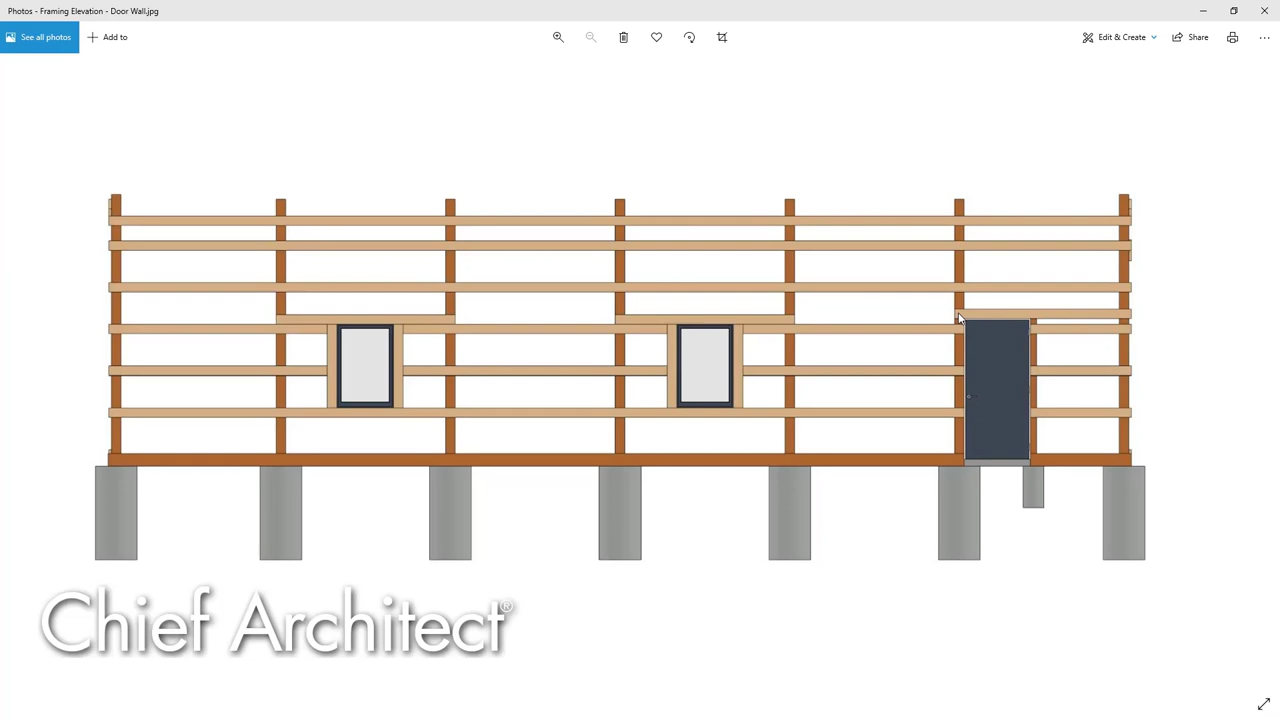 Photos - Framing Elevation - Door Wall.jpg
See all photos
Add to
Edit & Create
Share
Chief Architect®